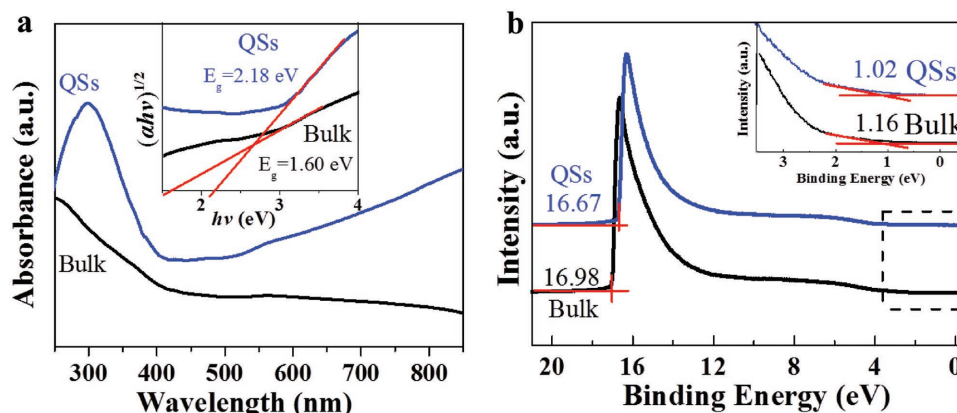 a
QSs
Bulk
Absorbance (a.u.)
300 400 500 600 700 800
Wavelength (nm)
QSs
E_g=2.18 eV
Bulk
E_g=1.60 eV
(αhν)^1/2
2 3 4
hν (eV)
b
QSs
16.67
16.98
Bulk
Intensity (a.u.)
20 16 12 8 4 0
Binding Energy (eV)
1.02 QSs
1.16 Bulk
Intensity (a.u.)
3 2 1 0
Binding Energy (eV)